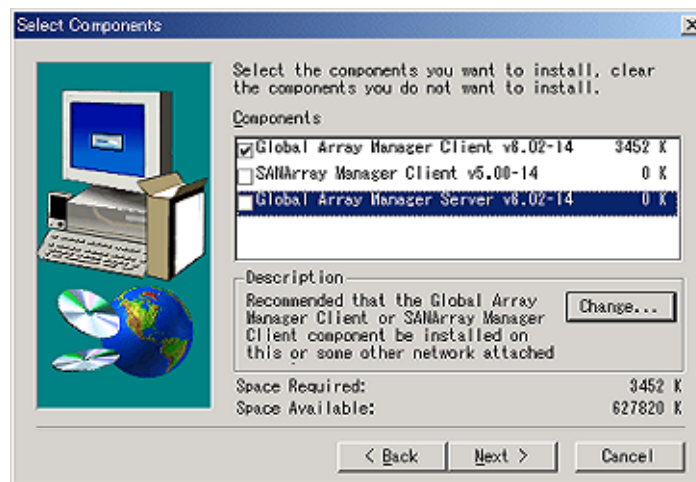 Select Components
Select the components you want to install, clear
the components you do not want to install.
Components
Global Array Manager Client v6.02-14 3452 K
SANArray Manager Client v5.00-14 0 K
Global Array Manager Server v6.02-14 0 K
Description
Recommended that the Global Array
Manager Client or SANArray Manager
Client component be installed on
this or some other network attached
Change...
Space Required: 3452 K
Space Available: 627820 K
< Back
Next >
Cancel